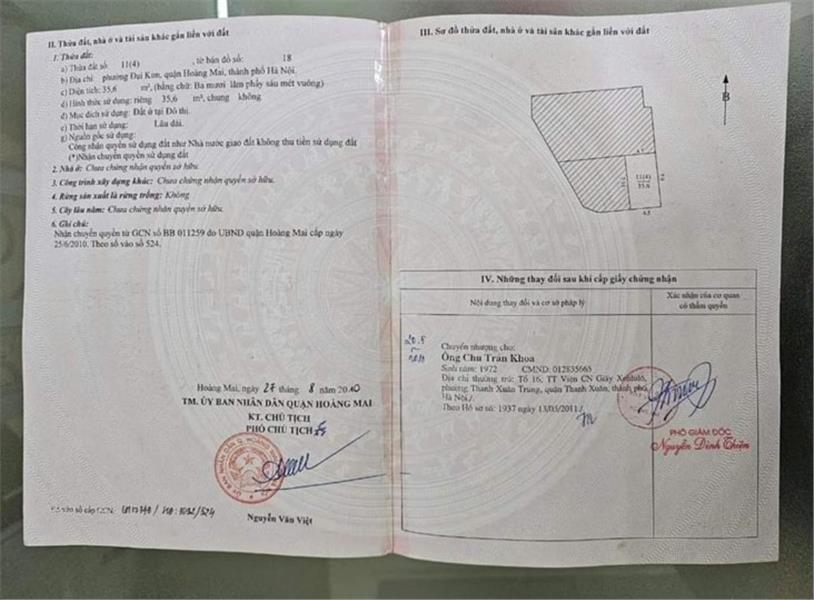 II. Thửa đất, nhà ở và tài sản khác gắn liền với đất
1. Thửa đất:
a) Thửa đất số: 11(4) , tờ bản đồ số: 18
b) Địa chỉ: phường Đại Kim, quận Hoàng Mai, thành phố Hà Nội.
c) Diện tích: 35,6 m², (bằng chữ: Ba mươi lăm phẩy sáu mét vuông)
d) Hình thức sử dụng: riêng 35,6 m², chung không
đ) Mục đích sử dụng: Đất ở tại Đô thị.
e) Thời hạn sử dụng: Lâu dài.
g) Nguồn gốc sử dụng:
Công nhận quyền sử dụng đất như Nhà nước giao đất không thu tiền sử dụng đất
(*)Nhận chuyển quyền sử dụng đất
2. Nhà ở: Chưa chứng nhận quyền sở hữu.
3. Công trình xây dựng khác: Chưa chứng nhận quyền sở hữu.
4. Rừng sản xuất là rừng trồng: Không
5. Cây lâu năm: Chưa chứng nhận quyền sở hữu.
6. Ghi chú:
Nhận chuyển quyền từ GCN số BB 011259 do UBND quận Hoàng Mai cấp ngày
25/6/2010. Theo số vào sổ 524.
Hoàng Mai, ngày 27 tháng 8 năm 2010
TM. ỦY BAN NHÂN DÂN QUẬN HOÀNG MAI
KT. CHỦ TỊCH
PHÓ CHỦ TỊCH
Nguyễn Văn Việt
Số vào sổ cấp GCN:
III. Sơ đồ thửa đất, nhà ở và tài sản khác gắn liền với đất
B
11(4)
35,6
4.5
IV. Những thay đổi sau khi cấp giấy chứng nhận
Nội dung thay đổi và cơ sở pháp lý
Xác nhận của cơ quan
có thẩm quyền
Chuyển nhượng cho:
Ông Chu Trần Khoa
Sinh năm: 1972 CMND: 012835665
Địa chỉ thường trú: Tổ 16, TT Viện CN Giấy Xenluló,
phường Thanh Xuân Trung, quận Thanh Xuân, thành phố
Hà Nội./
Theo Hồ sơ số: 1937 ngày 13/05/2011./
PHÓ GIÁM ĐỐC
Nguyễn Đình Thiện